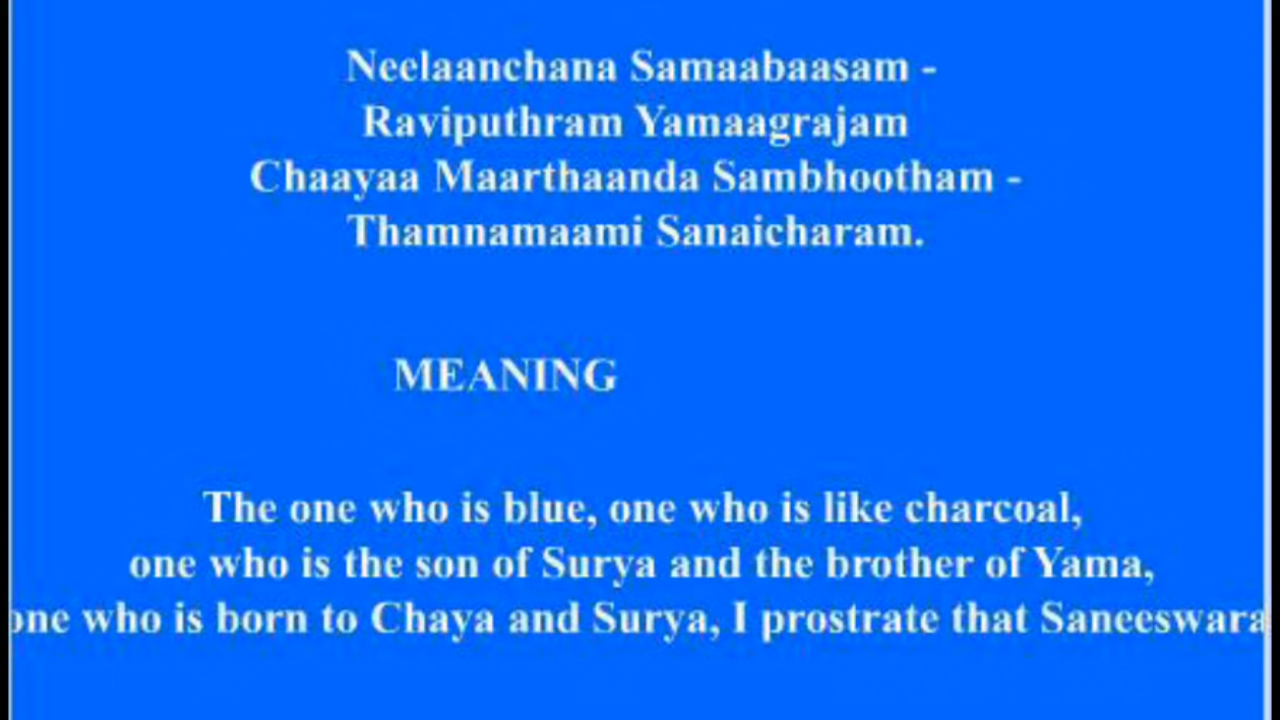 Neelaanchana Samaabaasam -
Raviputhram Yamaagrajam
Chaayaa Maarthaanda Sambhootham -
Thamnamaami Sanaicharam.
MEANING
The one who is blue, one who is like charcoal,
one who is the son of Surya and the brother of Yama,
one who is born to Chaya and Surya, I prostrate that Saneeswara